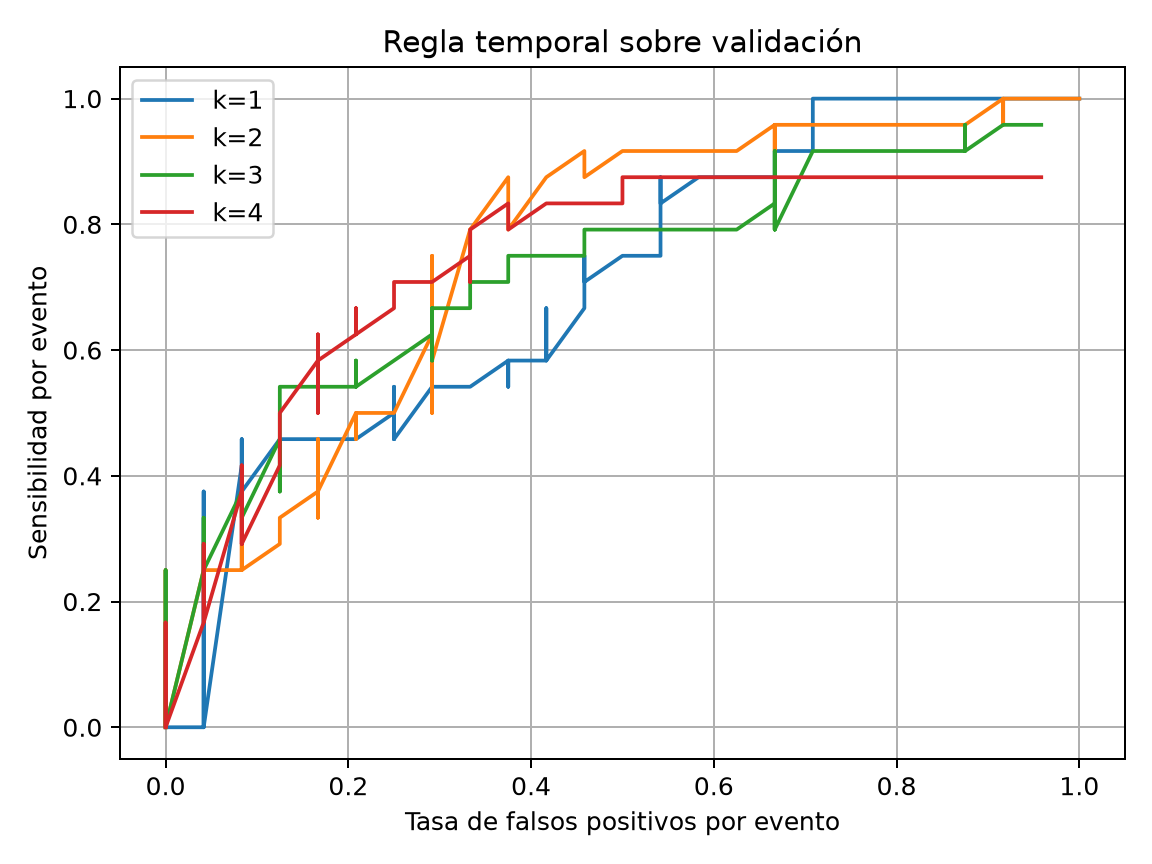 Regla temporal sobre validación
k=1
k=2
k=3
k=4
1.0
0.8
0.6
0.4
0.2
0.0
Sensibilidad por evento
0.0 0.2 0.4 0.6 0.8 1.0
Tasa de falsos positivos por evento